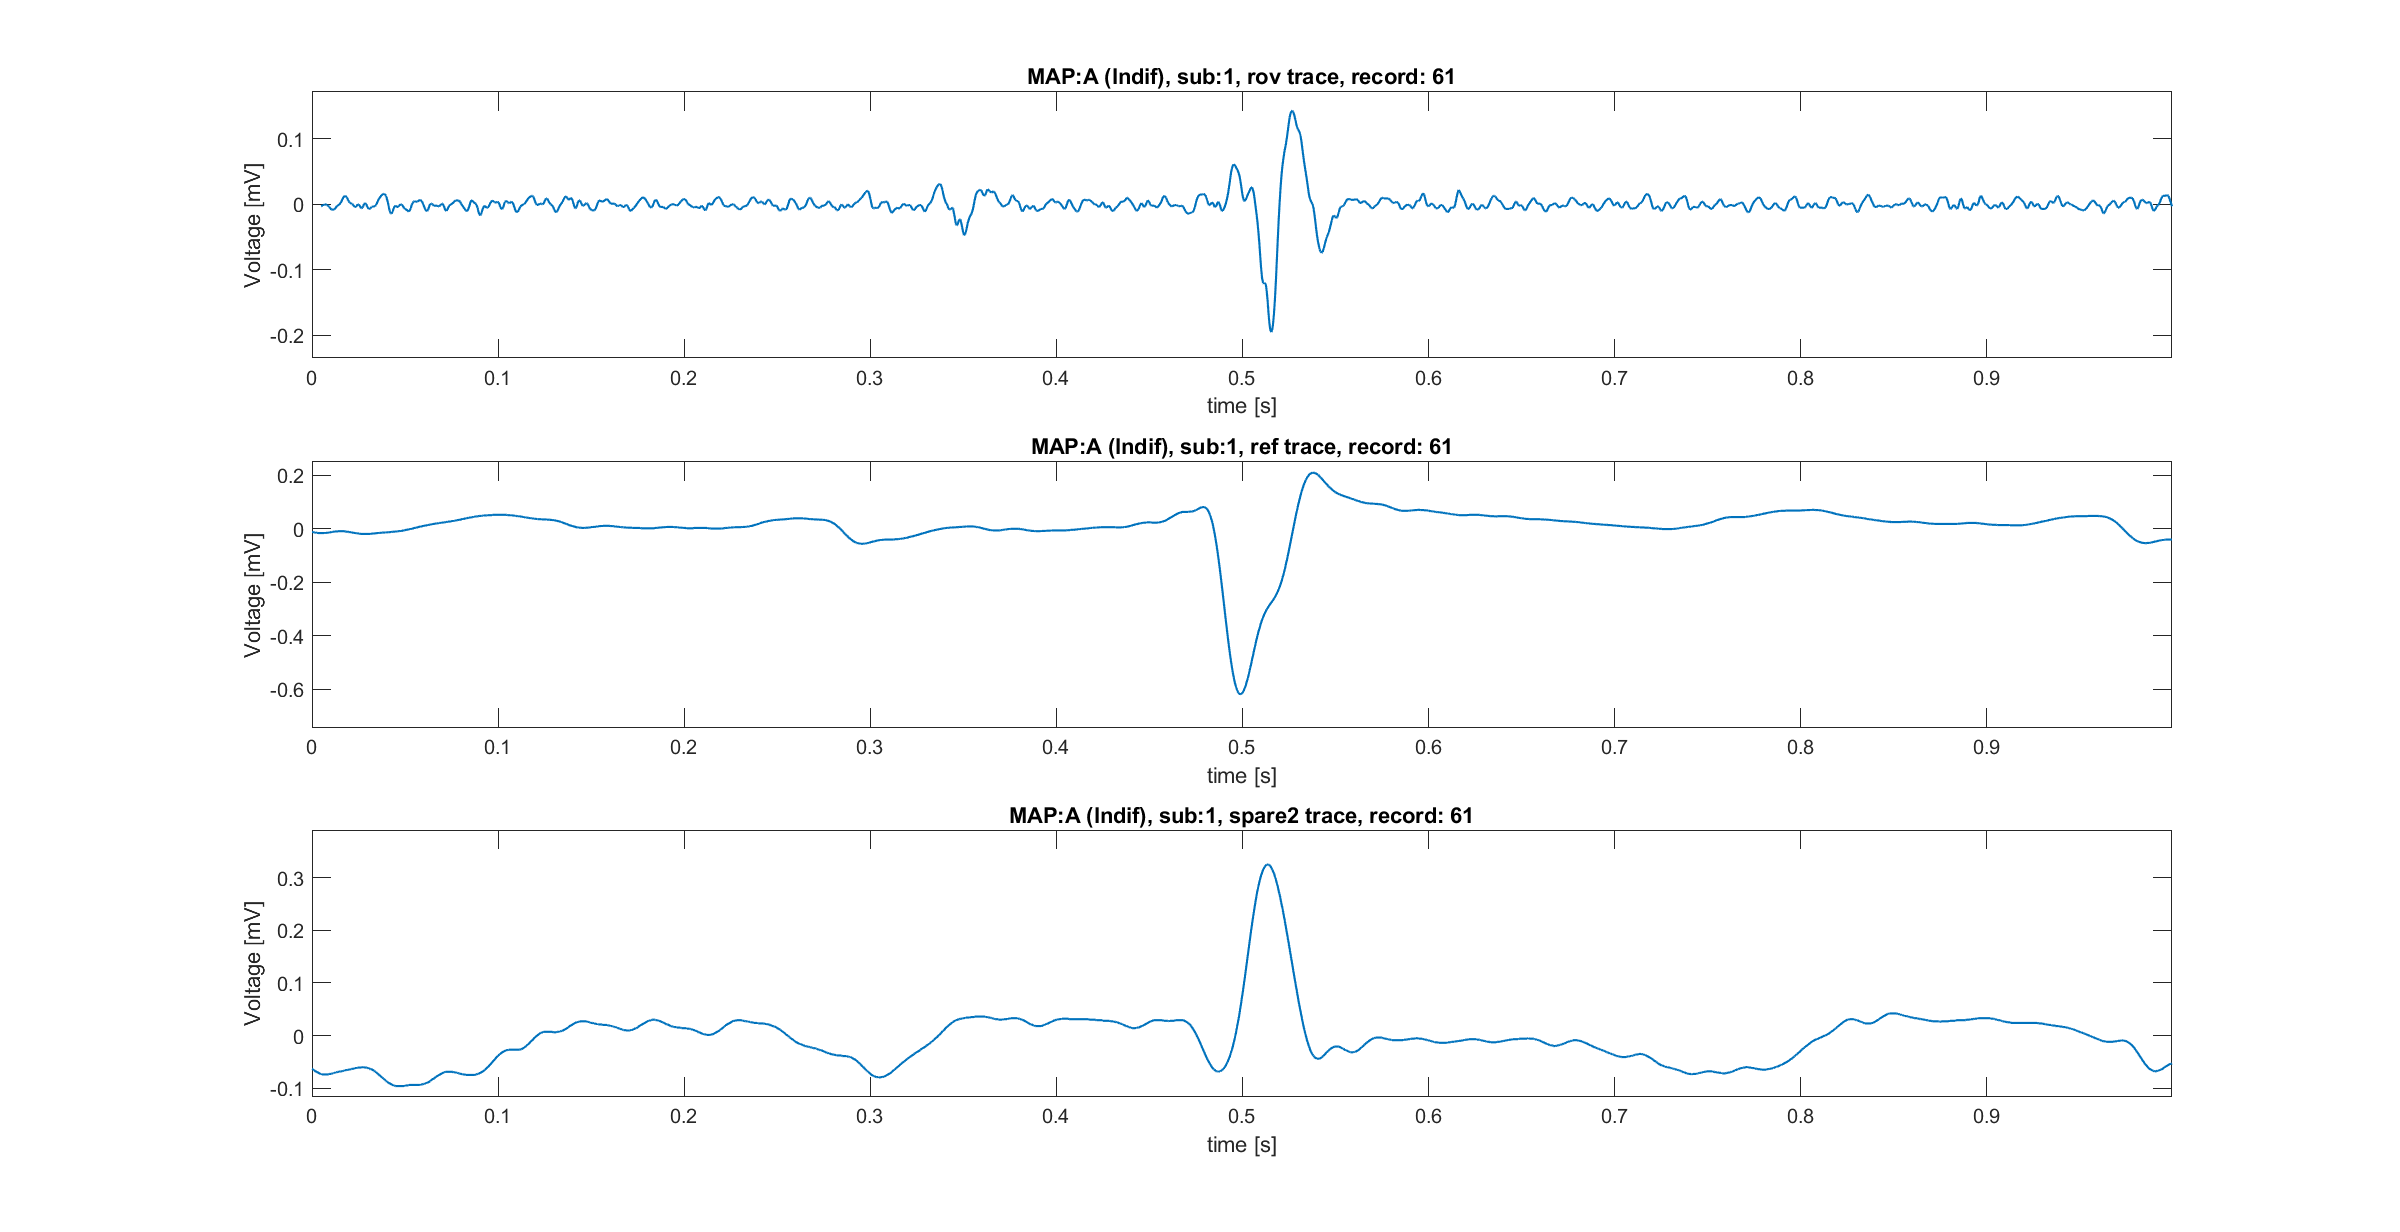 MAP:A (Indif), sub:1, rov trace, record: 61
Voltage [mV]
0.1
0
-0.1
-0.2
0 0.1 0.2 0.3 0.4 0.5 0.6 0.7 0.8 0.9
time [s]
MAP:A (Indif), sub:1, ref trace, record: 61
Voltage [mV]
0.2
0
-0.2
-0.4
-0.6
0 0.1 0.2 0.3 0.4 0.5 0.6 0.7 0.8 0.9
time [s]
MAP:A (Indif), sub:1, spare2 trace, record: 61
Voltage [mV]
0.3
0.2
0.1
0
-0.1
0 0.1 0.2 0.3 0.4 0.5 0.6 0.7 0.8 0.9
time [s]